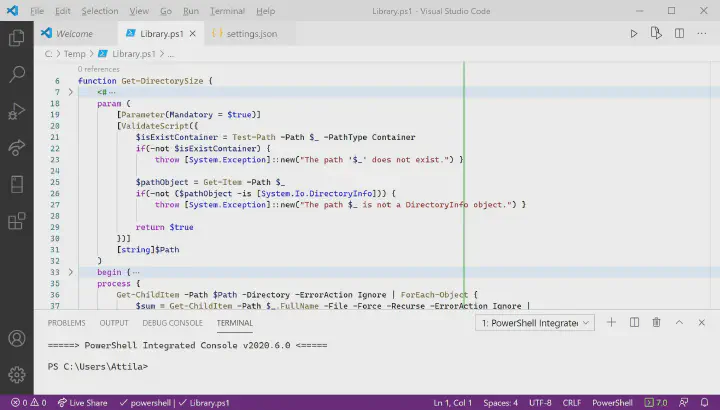 File Edit Selection View Go Run Terminal Help Library.ps1 - Visual Studio Code
Welcome Library.ps1 × settings.json
C: > Temp > Library.ps1 > ...
0 references
6 function Get-DirectorySize {
7 <#···
18 param (
19 [Parameter(Mandatory = $true)]
20 [ValidateScript({
21 $isExistContainer = Test-Path -Path $_ -PathType Container
22 if(-not $isExistContainer) {
23 throw [System.Exception]::new("The path '$_' does not exist.") }
24
25 $pathObject = Get-Item -Path $_
26 if(-not ($pathObject -is [System.Io.DirectoryInfo])) {
27 throw [System.Exception]::new("The path $_ is not a DirectoryInfo object.") }
28
29 return $true
30 })]
31 [string]$Path
32 )
33 begin {···
35 process {
36 Get-ChildItem -Path $Path -Directory -ErrorAction Ignore | ForEach-Object {
37 $sum = Get-ChildItem -Path $_.FullName -File -Force -Recurse -ErrorAction Ignore |
PROBLEMS OUTPUT DEBUG CONSOLE TERMINAL 1: PowerShell Integrate
=====> PowerShell Integrated Console v2020.6.0 <=====
PS C:\Users\Attila>
0 0 Live Share powershell | Library.ps1 Ln 1, Col 1 Spaces: 4 UTF-8 CRLF PowerShell 7.0